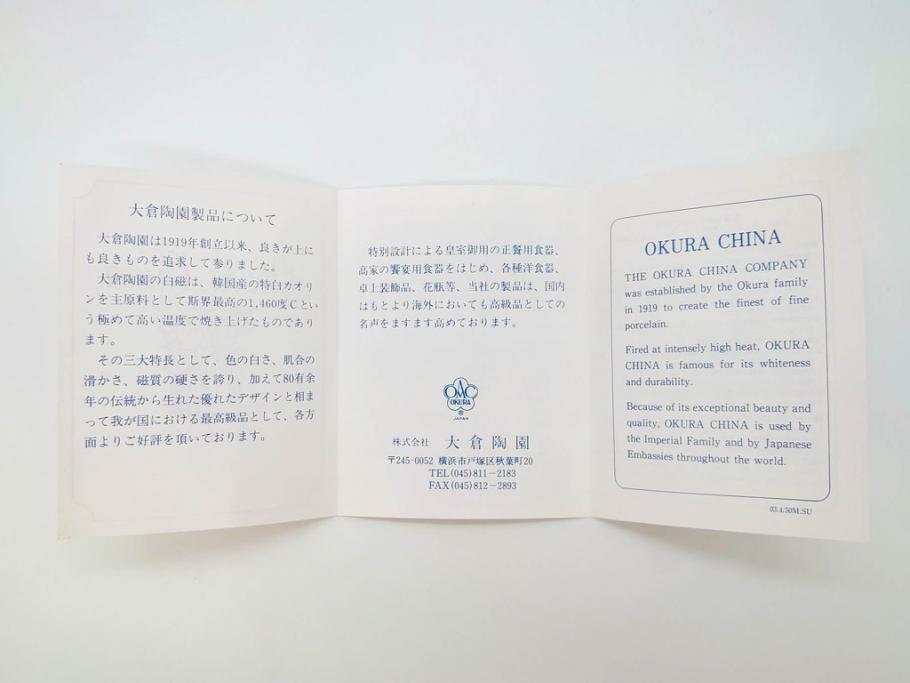 大倉陶園製品について
大倉陶園は1919年創立以来、良きが上に
も良きものを追求して参りました。
大倉陶園の白磁は、韓国産の特白カオリ
ンを主原料として斯界最高の1,460度Cとい
う極めて高い温度で焼き上げたものであり
ます。
その三大特長として、色の白さ、肌合の
滑かさ、磁質の硬さを誇り、加えて80有余
年の伝統から生れた優れたデザインと相ま
って我が国における最高級品として、各方
面よりご好評を頂いております。
特別設計による皇室御用の正餐用食器、
高家の饗宴用食器をはじめ、各種洋食器、
卓上装飾品、花瓶等、当社の製品は、国内
はもとより海外においても高級品としての
名声をますます高めております。
OAC
OKURA
JAPAN
株式会社 大倉陶園
〒245-0052 横浜市戸塚区秋葉町20
TEL(045)811－2183
FAX(045)812－2893
OKURA CHINA
THE OKURA CHINA COMPANY
was established by the Okura family
in 1919 to create the finest of fine
porcelain.
Fired at intensely high heat, OKURA
CHINA is famous for its whiteness
and durability.
Because of its exceptional beauty and
quality, OKURA CHINA is used by
the Imperial Family and by Japanese
Embassies throughout the world.
03.4.50M.SU